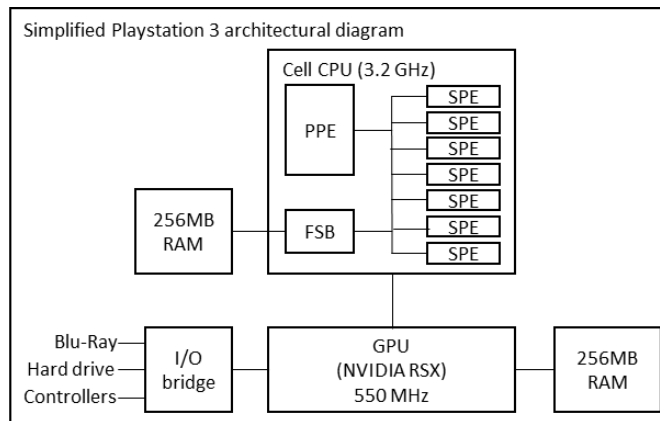 Simplified Playstation 3 architectural diagram
Cell CPU (3.2 GHz)
PPE
SPE
SPE
SPE
SPE
SPE
SPE
SPE
256MB
RAM
FSB
Blu-Ray
Hard drive
Controllers
I/O
bridge
GPU
(NVIDIA RSX)
550 MHz
256MB
RAM